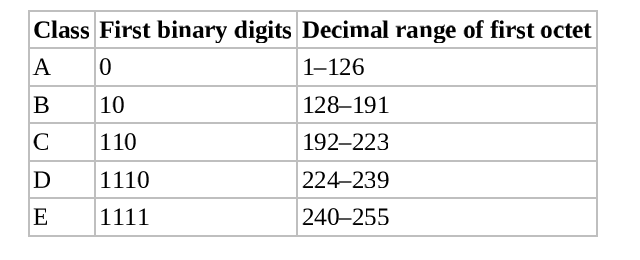 Class First binary digits Decimal range of first octet
A 0 1–126
B 10 128–191
C 110 192–223
D 1110 224–239
E 1111 240–255